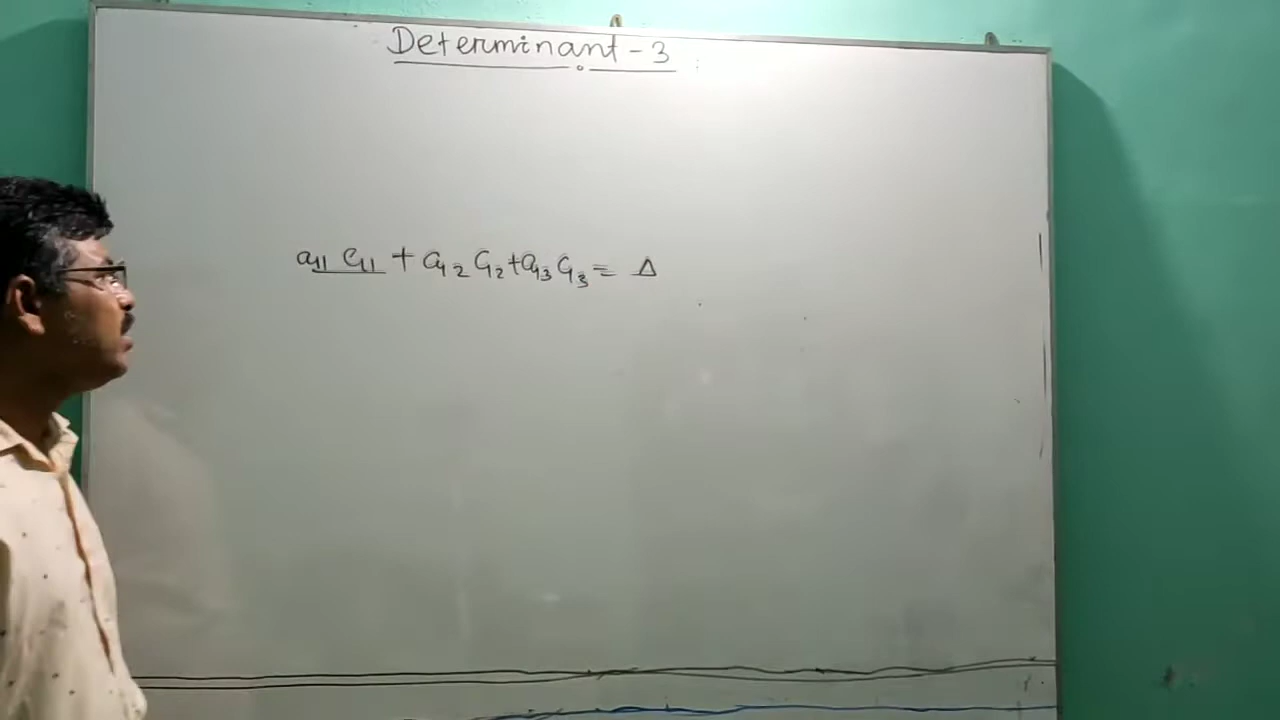 Determinant - 3
a11 C11 + a12 C12 + a13 C13 = Δ